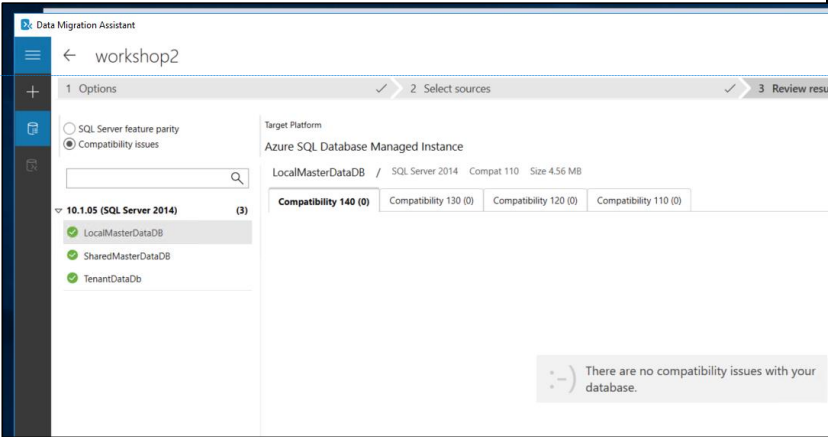 Data Migration Assistant
workshop2
1 Options
2 Select sources
3 Review resu
SQL Server feature parity
Compatibility issues
Target Platform
Azure SQL Database Managed Instance
LocalMasterDataDB / SQL Server 2014 Compat 110 Size 4.56 MB
Compatibility 140 (0) Compatibility 130 (0) Compatibility 120 (0) Compatibility 110 (0)
10.1.05 (SQL Server 2014) (3)
LocalMasterDataDB
SharedMasterDataDB
TenantDataDb
:-) There are no compatibility issues with your
database.